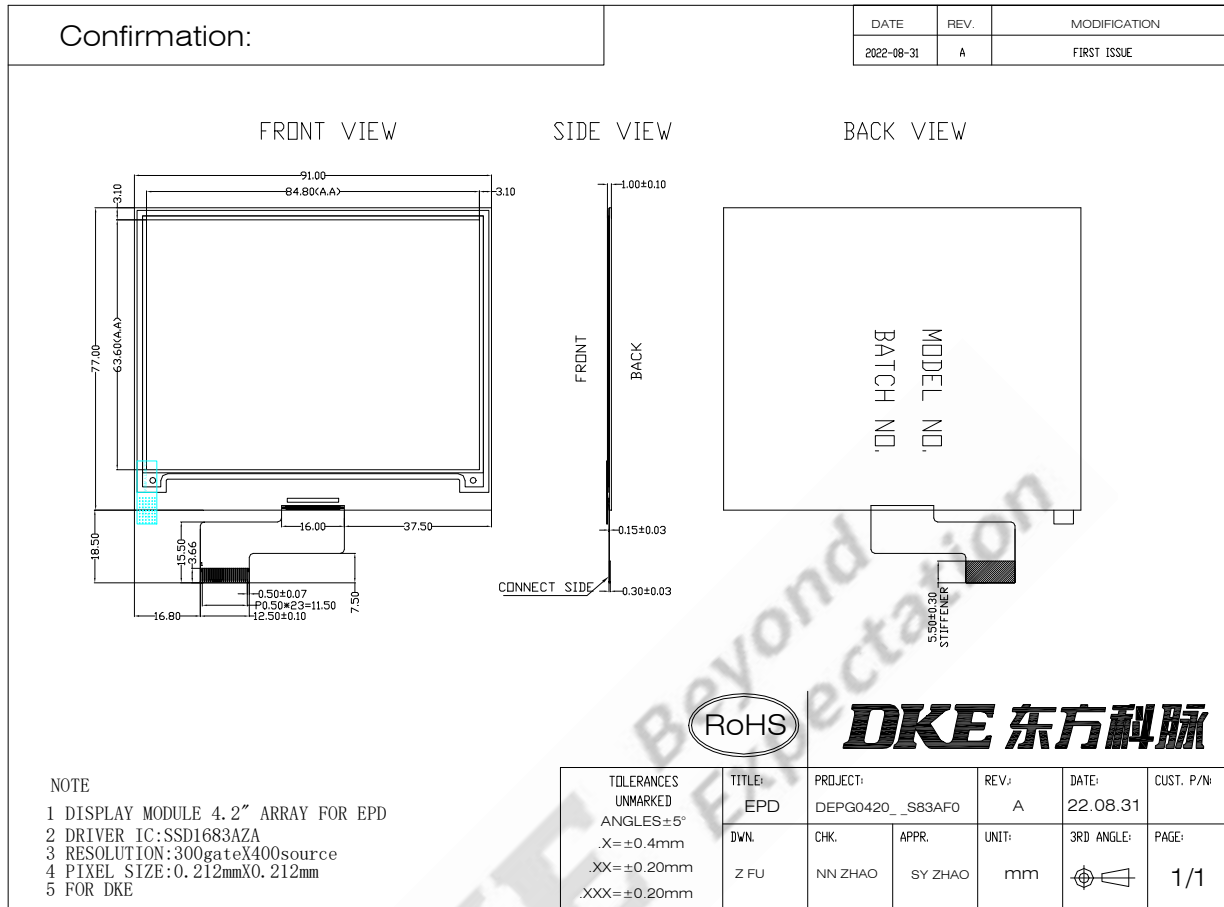 Confirmation:
DATE REV. MODIFICATION
2022-08-31 A FIRST ISSUE
FRONT VIEW SIDE VIEW BACK VIEW
91.00
84.80(A.A)
3.10
3.10
1.00±0.10
77.00
63.60(A.A)
FRONT
BACK
MODEL NO.
BATCH NO.
16.00
37.50
18.50
15.50
3.66
0.50±0.07
P0.50*23=11.50
12.50±0.10
16.80
7.50
0.15±0.03
CONNECT SIDE
0.30±0.03
5.50±0.30
STIFFENER
Beyond
Expectation
RoHS
DKE 东方科脉
NOTE
1 DISPLAY MODULE 4.2″ ARRAY FOR EPD
2 DRIVER IC:SSD1683AZA
3 RESOLUTION:300gateX400source
4 PIXEL SIZE:0.212mmX0.212mm
5 FOR DKE
TOLERANCES
UNMARKED
ANGLES±5°
.X=±0.4mm
.XX=±0.20mm
.XXX=±0.20mm
TITLE: PROJECT: REV.: DATE: CUST. P/N:
EPD DEPG0420_ _S83AF0 A 22.08.31
DWN. CHK. APPR. UNIT: 3RD ANGLE: PAGE:
Z FU NN ZHAO SY ZHAO mm 1/1